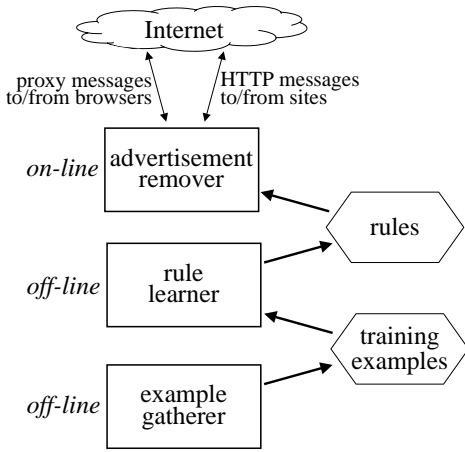 Internet
proxy messages
to/from browsers
HTTP messages
to/from sites
on-line
advertisement
remover
rules
off-line
rule
learner
training
examples
off-line
example
gatherer